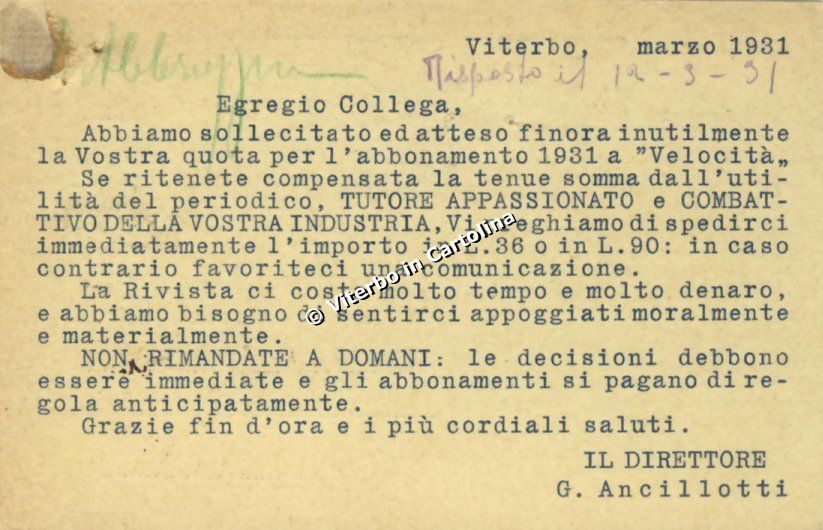 Viterbo, marzo 1931
Risposto il 12-3-31
Egregio Collega,
Abbiamo sollecitato ed atteso finora inutilmente
la Vostra quota per l'abbonamento 1931 a "Velocità„
Se ritenete compensata la tenue somma dall'uti-
lità del periodico, TUTORE APPASSIONATO e COMBAT-
TIVO DELLA VOSTRA INDUSTRIA, Vi preghiamo di spedirci
immediatamente l'importo in L.36 o in L.90: in caso
contrario favoriteci una comunicazione.
La Rivista ci costa molto tempo e molto denaro,
e abbiamo bisogno di sentirci appoggiati moralmente
e materialmente.
NON RIMANDATE A DOMANI: le decisioni debbono
essere immediate e gli abbonamenti si pagano di re-
gola anticipatamente.
Grazie fin d'ora e i più cordiali saluti.
IL DIRETTORE
G. Ancillotti
© Viterbo in Cartolina